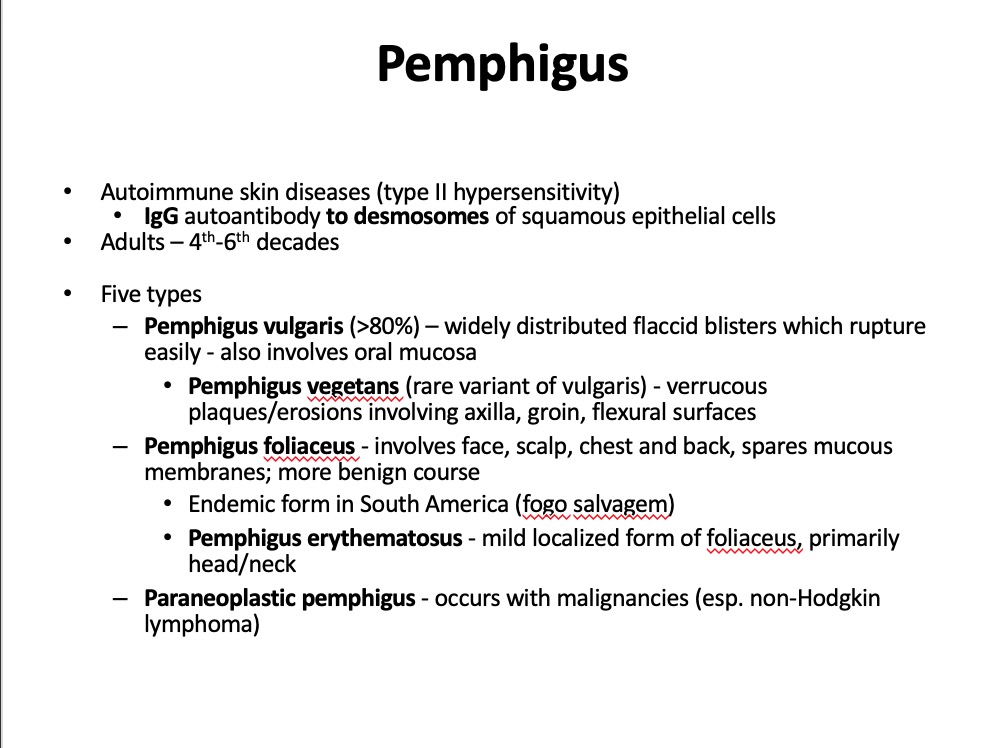 Pemphigus
• Autoimmune skin diseases (type II hypersensitivity)
• IgG autoantibody to desmosomes of squamous epithelial cells
• Adults – 4th-6th decades
• Five types
– Pemphigus vulgaris (>80%) – widely distributed flaccid blisters which rupture
easily - also involves oral mucosa
• Pemphigus vegetans (rare variant of vulgaris) - verrucous
plaques/erosions involving axilla, groin, flexural surfaces
– Pemphigus foliaceus - involves face, scalp, chest and back, spares mucous
membranes; more benign course
• Endemic form in South America (fogo salvagem)
• Pemphigus erythematosus - mild localized form of foliaceus, primarily
head/neck
– Paraneoplastic pemphigus - occurs with malignancies (esp. non-Hodgkin
lymphoma)